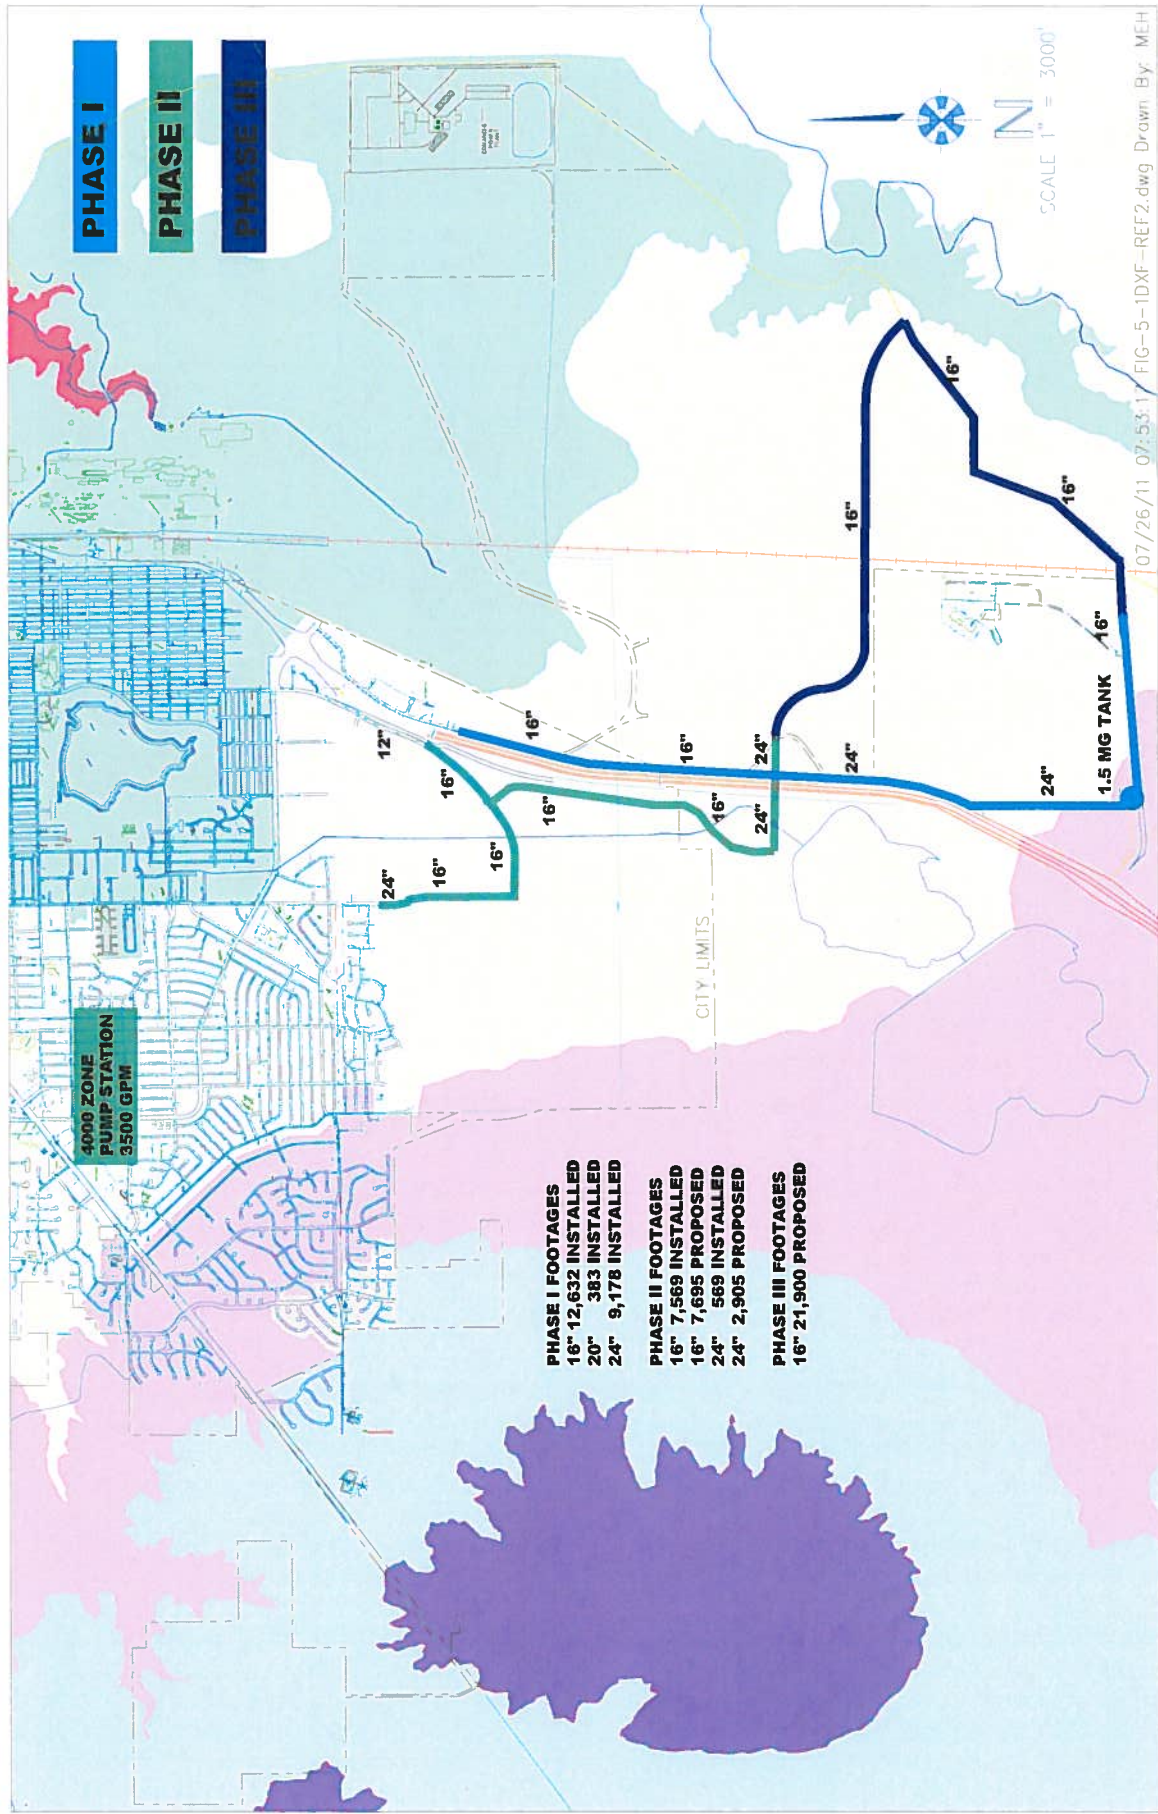 PHASE I
PHASE II
PHASE III
4000 ZONE
PUMP STATION
3500 GPM
N
SCALE 1" = 3000'
12"
16"
16"
16"
16"
24"
16"
16"
16"
24"
24"
24"
24"
1.5 MG TANK
16"
16"
16"
16"
CITY LIMITS
PHASE I FOOTAGES
16" 12,632 INSTALLED
20" 383 INSTALLED
24" 9,178 INSTALLED
PHASE II FOOTAGES
16" 7,569 INSTALLED
16" 7,695 PROPOSED
24" 569 INSTALLED
24" 2,905 PROPOSED
PHASE III FOOTAGES
16" 21,900 PROPOSED
07/26/11 FIG-5-1DXF-REF2.dwg Drawn By: MEH